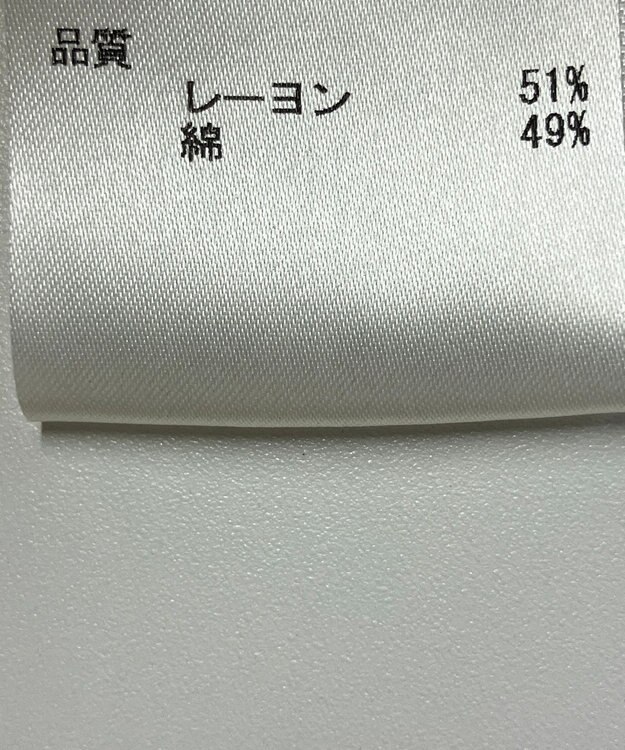 品質
レーヨン 51%
綿 49%